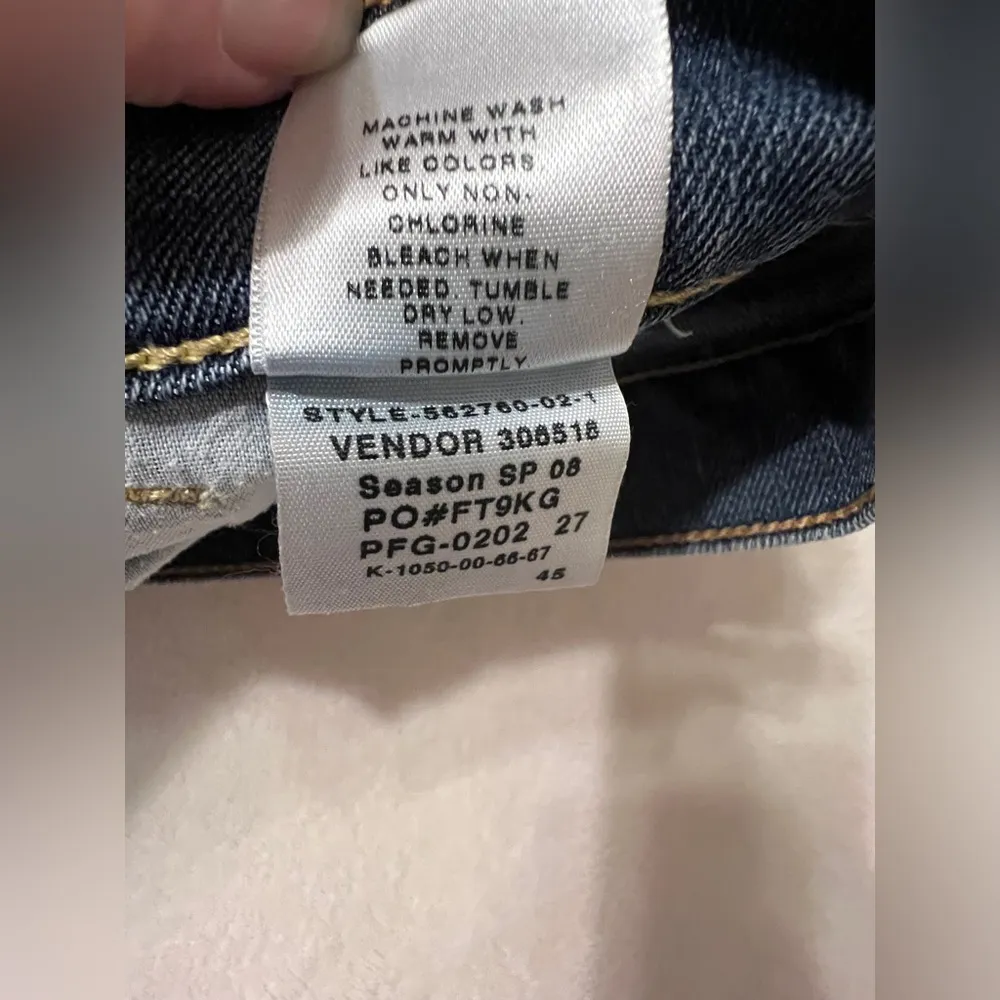 MACHINE WASH
WARM WITH
LIKE COLORS
ONLY NON-
CHLORINE
BLEACH WHEN
NEEDED. TUMBLE
DRY LOW.
REMOVE
PROMPTLY.
STYLE-562760-02-1
VENDOR 306518
Season SP 08
PO#FT9KG
PFG-0202 27
K-1050-00-66-67
45